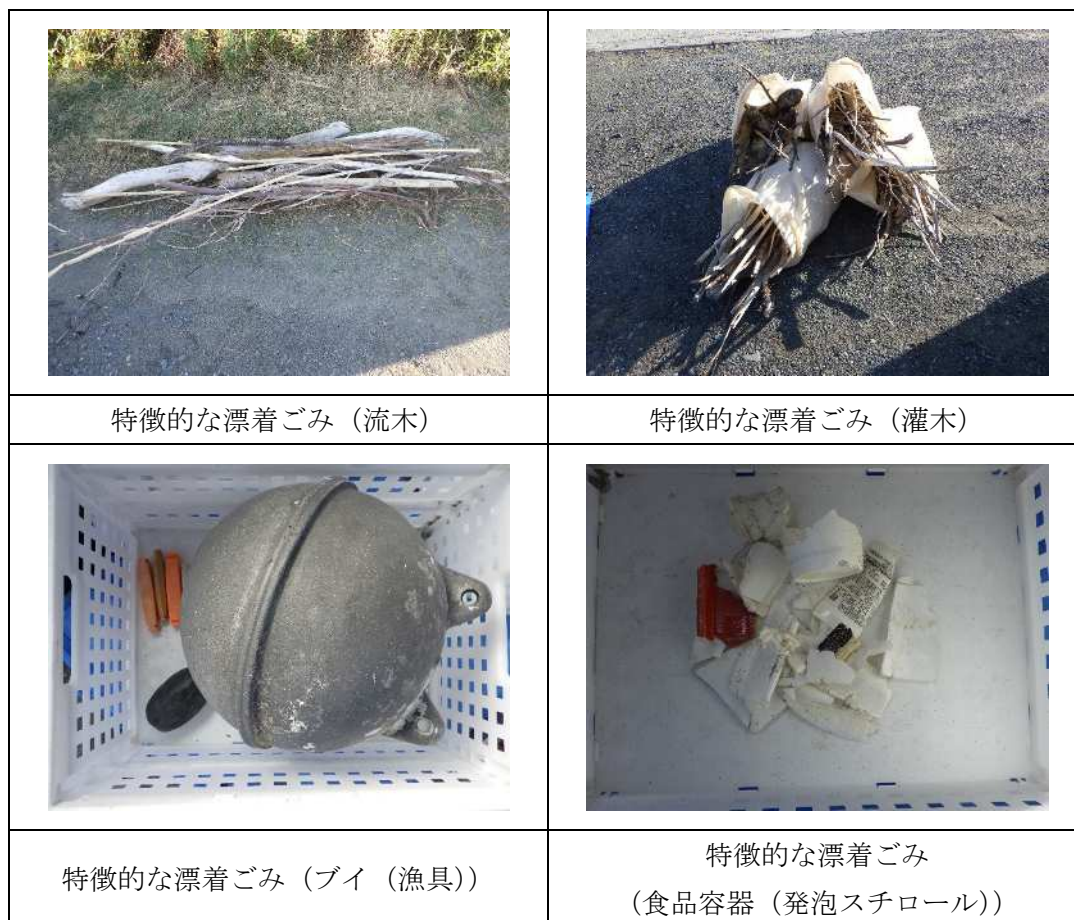 特徴的な漂着ごみ（流木）
特徴的な漂着ごみ（灌木）
特徴的な漂着ごみ（ブイ（漁具））
特徴的な漂着ごみ
（食品容器（発泡スチロール））